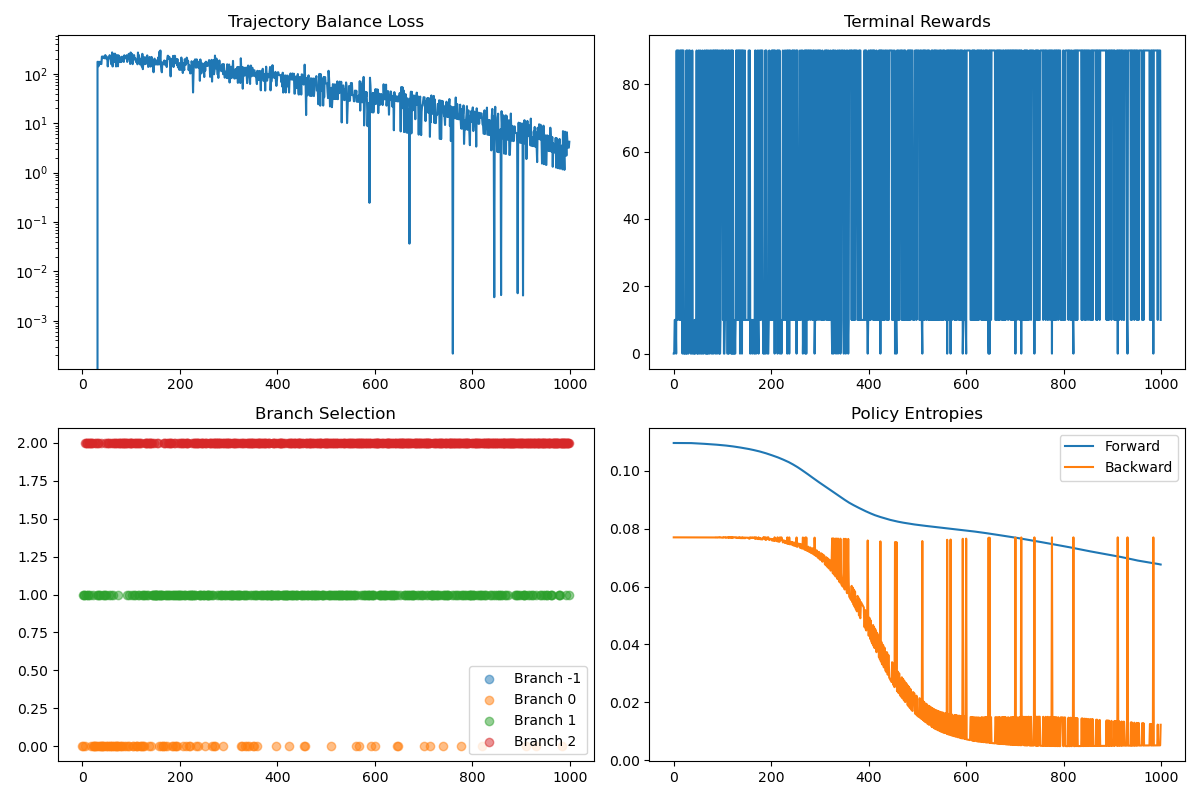 Trajectory Balance Loss
10²
10¹
10⁰
10⁻¹
10⁻²
10⁻³
0 200 400 600 800 1000
Terminal Rewards
80
60
40
20
0
0 200 400 600 800 1000
Branch Selection
2.00
1.75
1.50
1.25
1.00
0.75
0.50
0.25
0.00
Branch -1
Branch 0
Branch 1
Branch 2
0 200 400 600 800 1000
Policy Entropies
Forward
Backward
0.10
0.08
0.06
0.04
0.02
0.00
0 200 400 600 800 1000